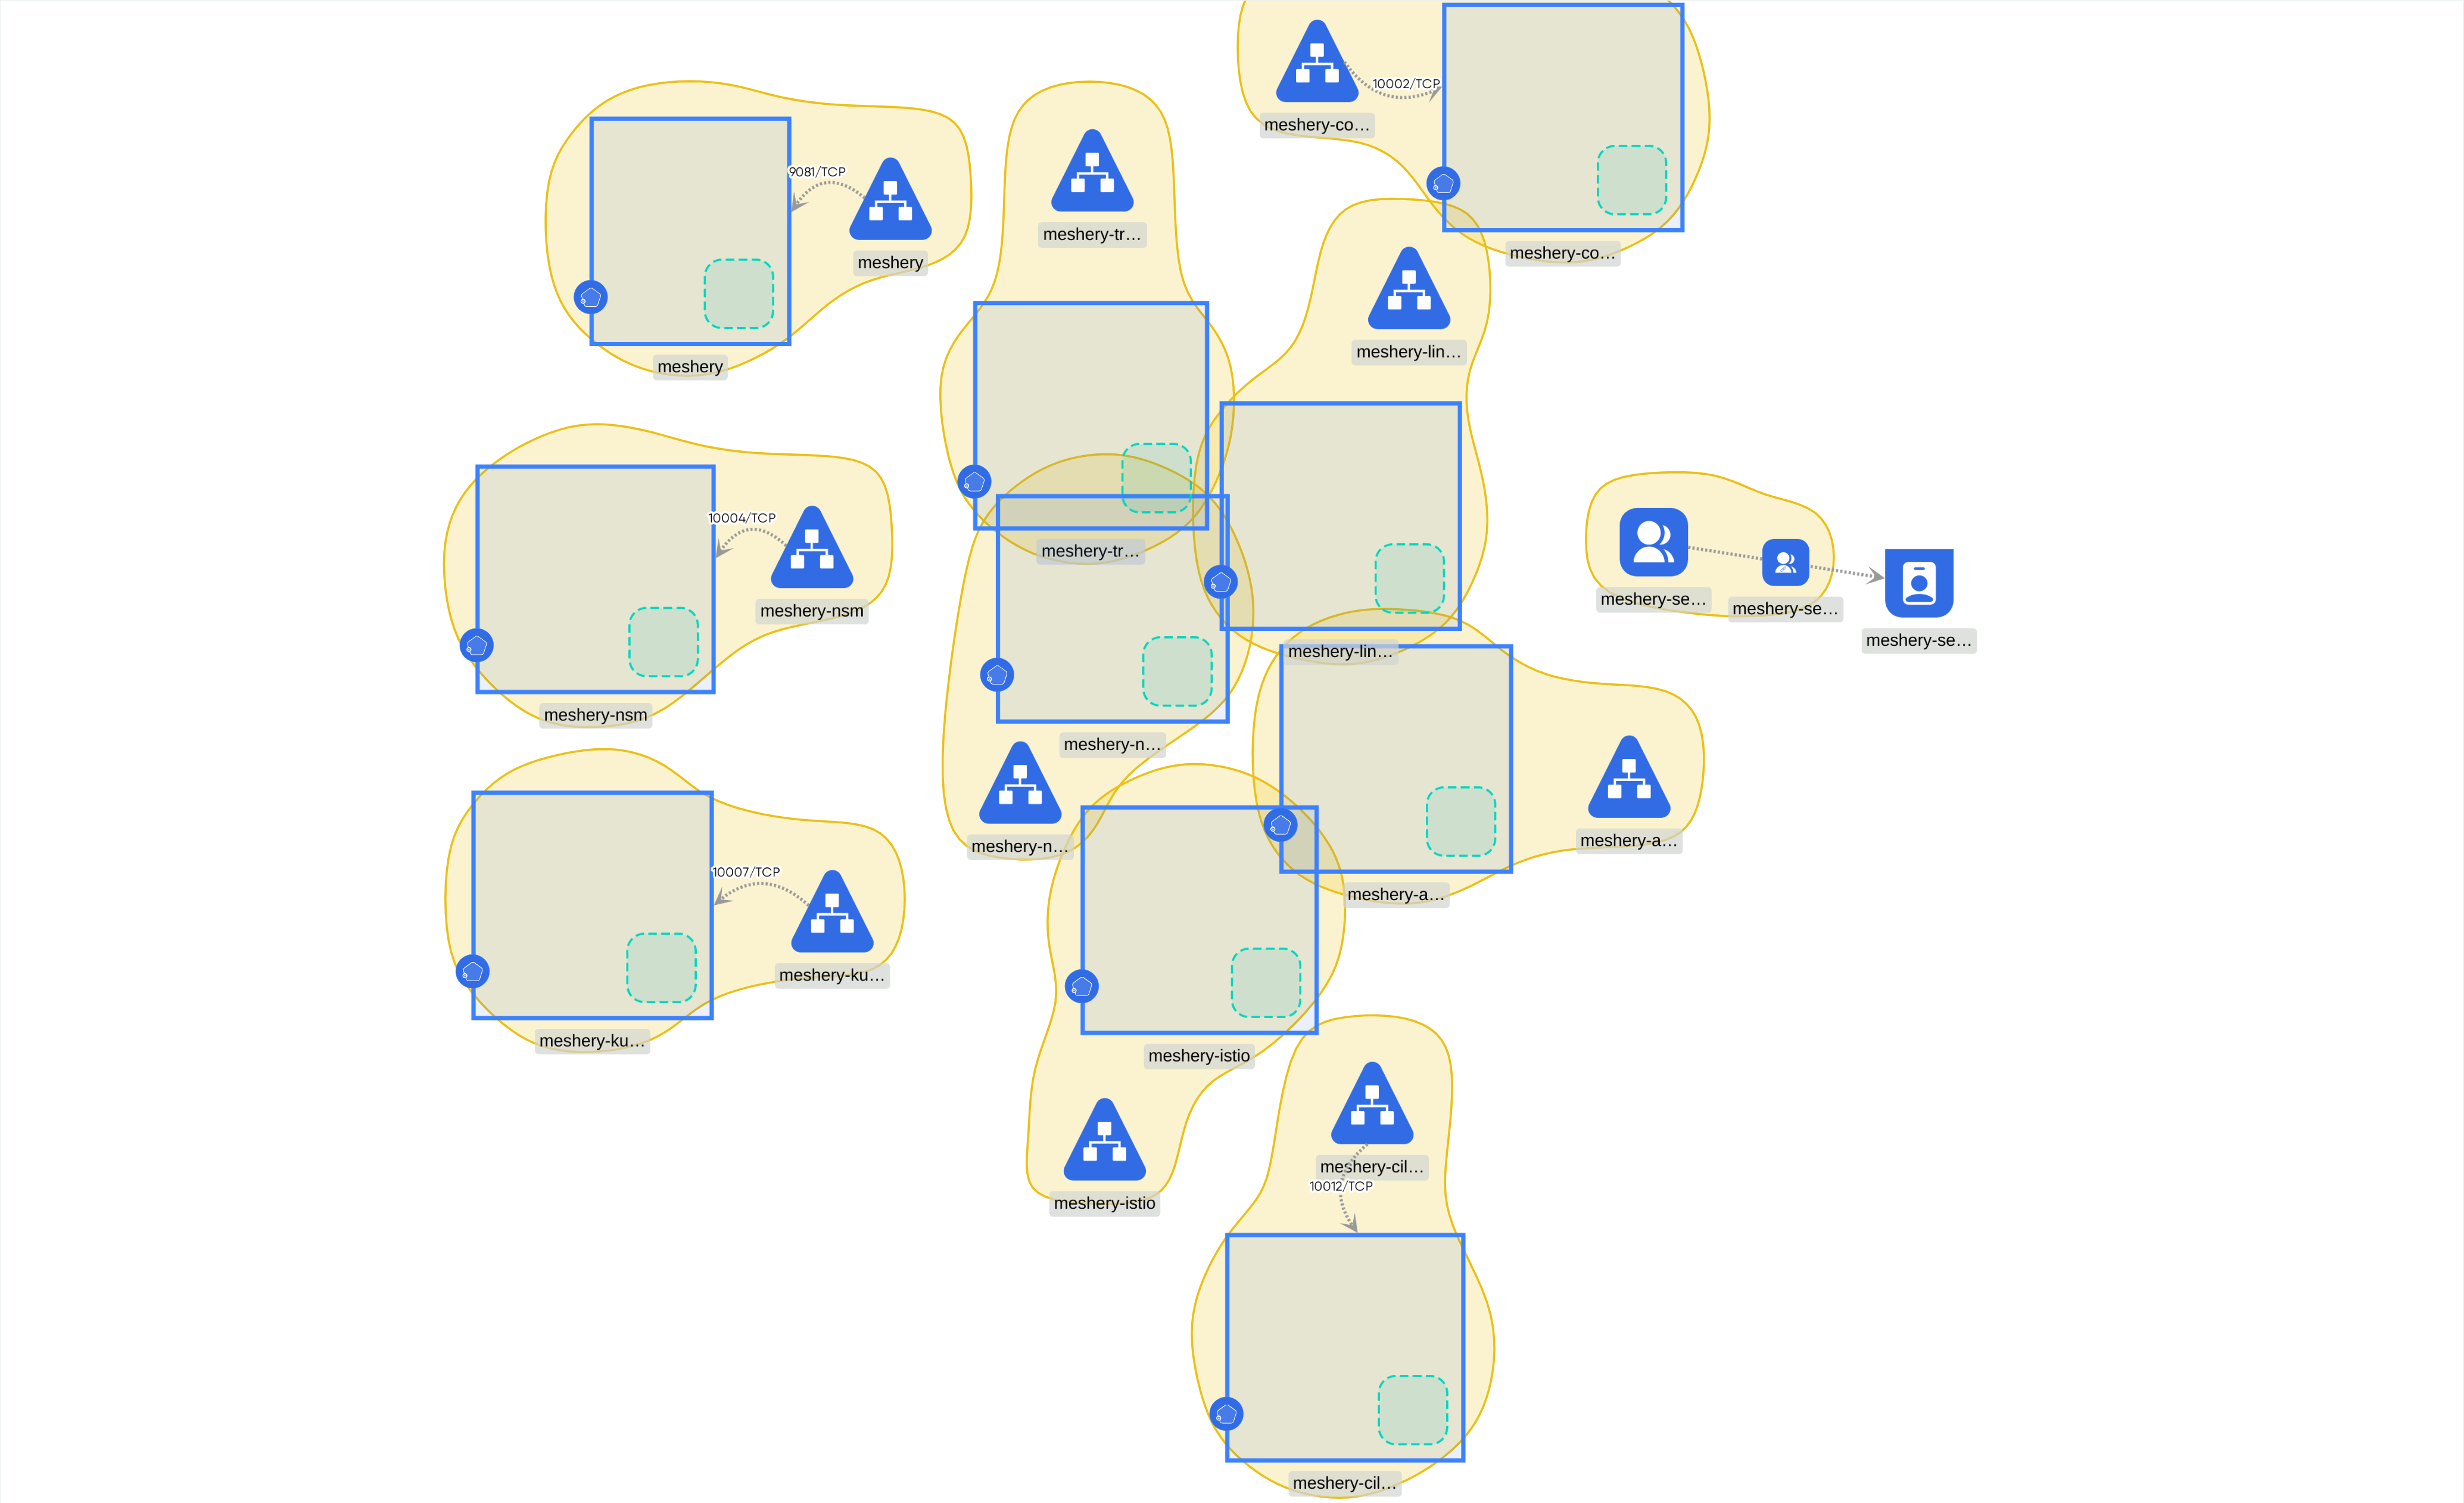 10002/TCP
meshery-co...
meshery-co...
9081/TCP
meshery
meshery
meshery-tr...
meshery-lin...
10004/TCP
meshery-nsm
meshery-nsm
meshery-tr...
meshery-lin...
meshery-se...
meshery-se...
meshery-se...
meshery-n...
meshery-n...
meshery-a...
meshery-a...
10007/TCP
meshery-ku...
meshery-ku...
meshery-istio
meshery-istio
meshery-cil...
10012/TCP
meshery-cil...